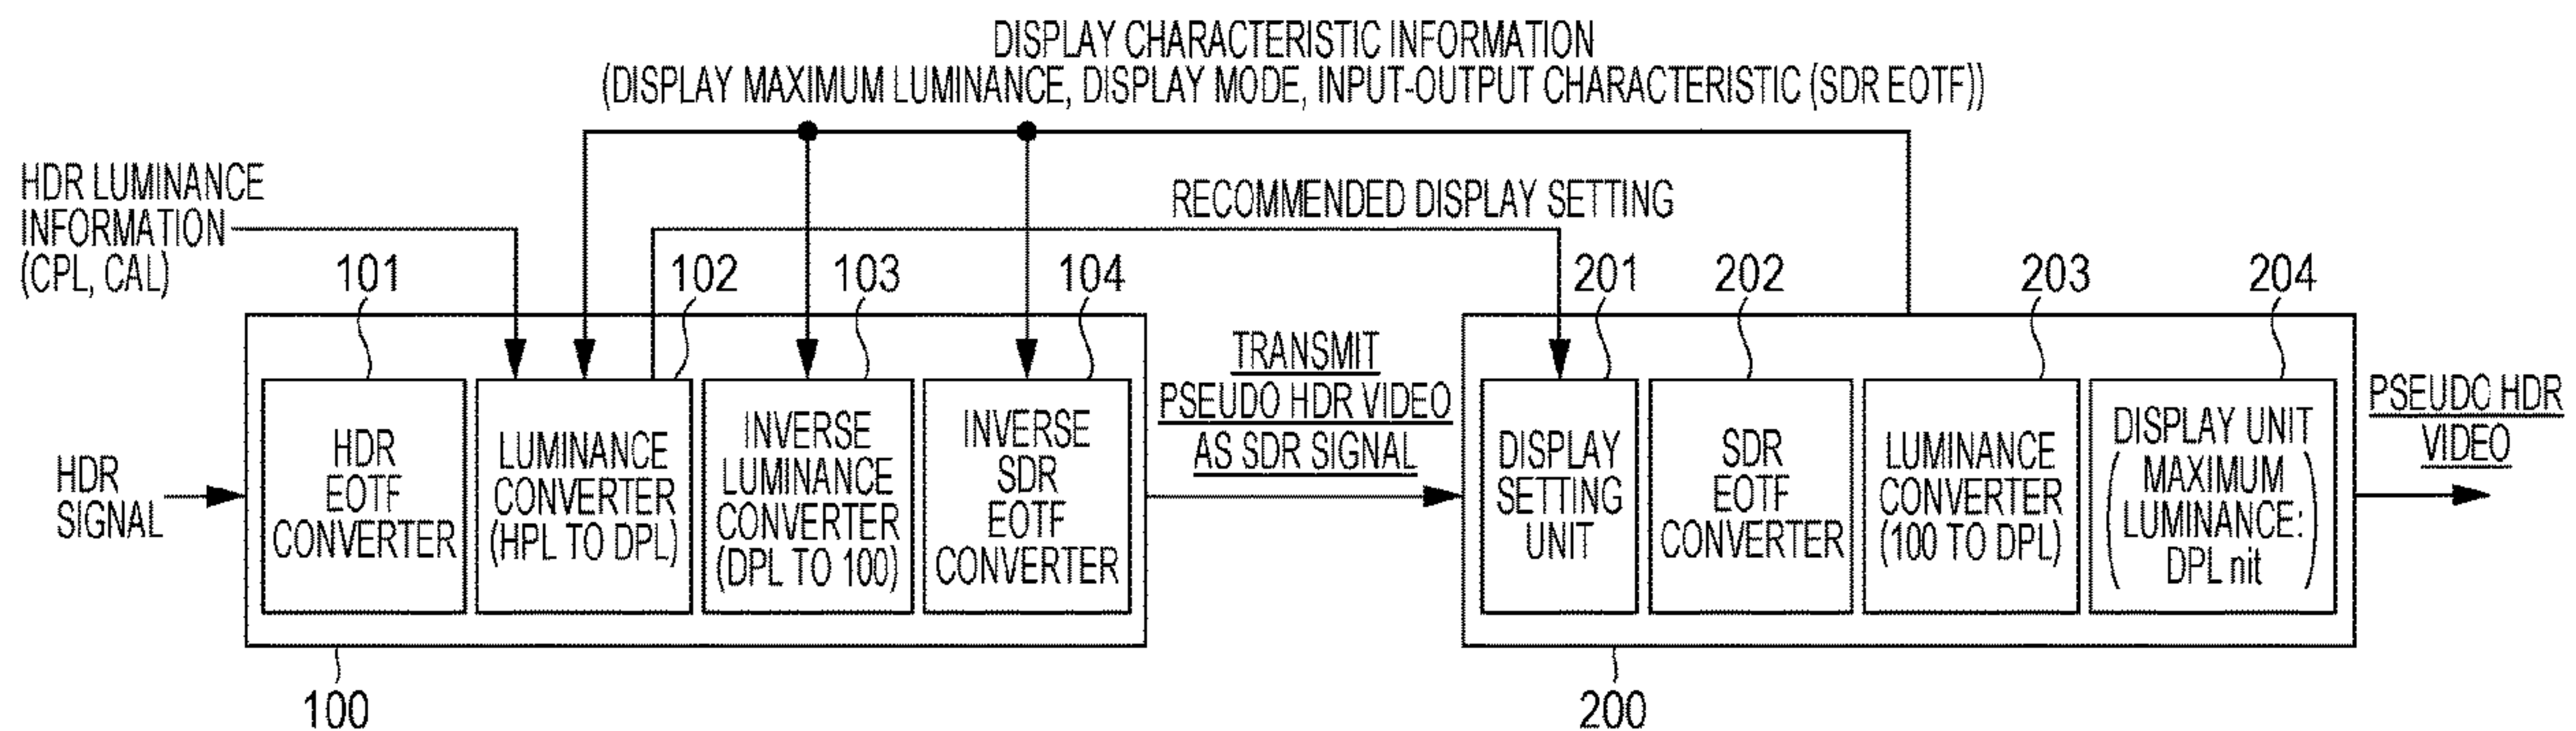 DISPLAY CHARACTERISTIC INFORMATION
(DISPLAY MAXIMUM LUMINANCE, DISPLAY MODE, INPUT-OUTPUT CHARACTERISTIC (SDR EOTF))
HDR LUMINANCE
INFORMATION
(CPL, CAL)
RECOMMENDED DISPLAY SETTING
101
102
103
104
201
202
203
204
HDR
SIGNAL
HDR
EOTF
CONVERTER
LUMINANCE
CONVERTER
(HPL TO DPL)
INVERSE
LUMINANCE
CONVERTER
(DPL TO 100)
INVERSE
SDR
EOTF
CONVERTER
TRANSMIT
PSEUDO HDR VIDEO
AS SDR SIGNAL
DISPLAY
SETTING
UNIT
SDR
EOTF
CONVERTER
LUMINANCE
CONVERTER
(100 TO DPL)
DISPLAY UNIT
(MAXIMUM
LUMINANCE:
DPL nit)
PSEUDO HDR
VIDEO
100
200